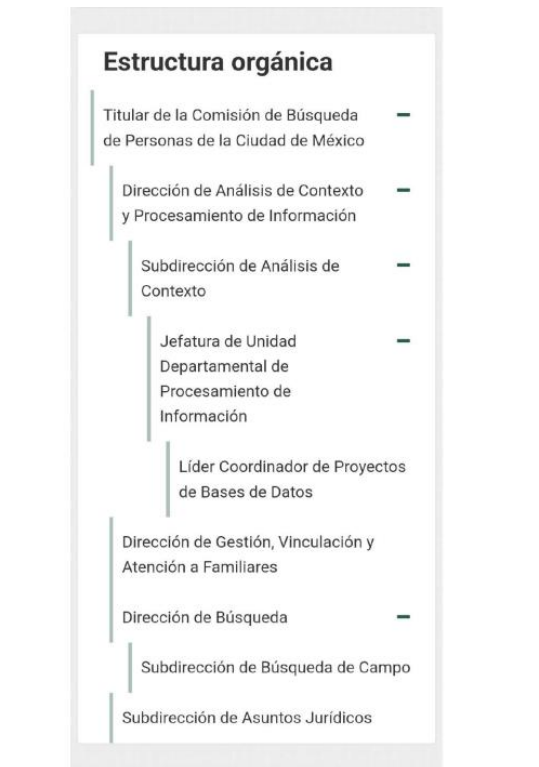 Estructura orgánica
Titular de la Comisión de Búsqueda
de Personas de la Ciudad de México
Dirección de Análisis de Contexto
y Procesamiento de Información
Subdirección de Análisis de
Contexto
Jefatura de Unidad
Departamental de
Procesamiento de
Información
Líder Coordinador de Proyectos
de Bases de Datos
Dirección de Gestión, Vinculación y
Atención a Familiares
Dirección de Búsqueda
Subdirección de Búsqueda de Campo
Subdirección de Asuntos Jurídicos